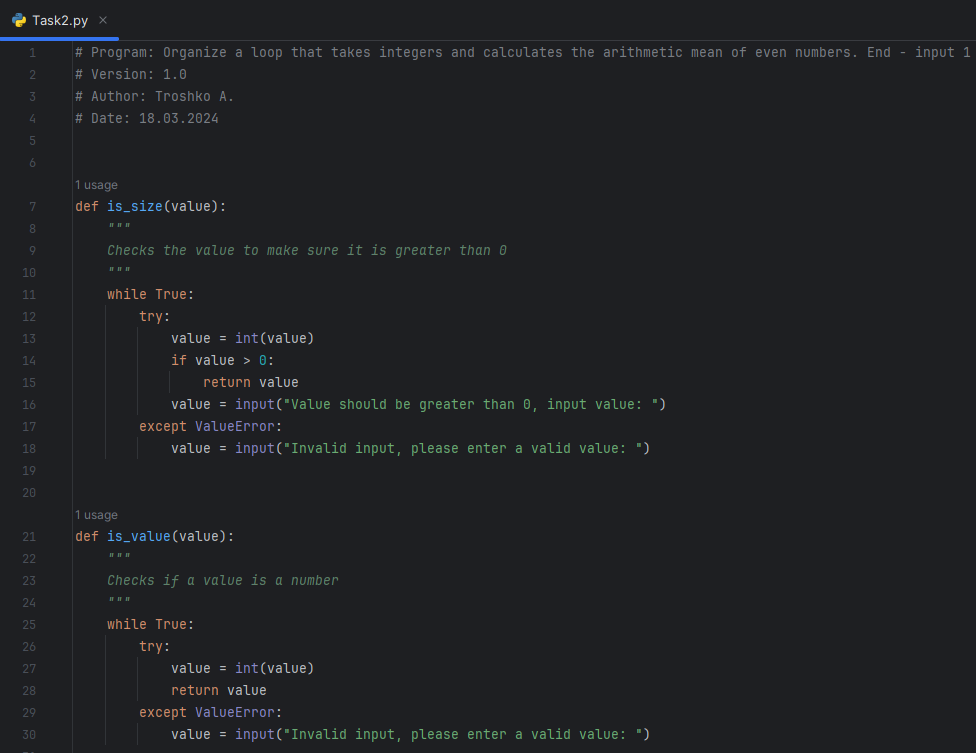 Task2.py ×
1 # Program: Organize a loop that takes integers and calculates the arithmetic mean of even numbers. End - input 1
2 # Version: 1.0
3 # Author: Troshko A.
4 # Date: 18.03.2024
5
6
1 usage
7 def is_size(value):
8     """
9     Checks the value to make sure it is greater than 0
10     """
11     while True:
12         try:
13             value = int(value)
14             if value > 0:
15                 return value
16             value = input("Value should be greater than 0, input value: ")
17         except ValueError:
18             value = input("Invalid input, please enter a valid value: ")
19
20
1 usage
21 def is_value(value):
22     """
23     Checks if a value is a number
24     """
25     while True:
26         try:
27             value = int(value)
28             return value
29         except ValueError:
30             value = input("Invalid input, please enter a valid value: ")